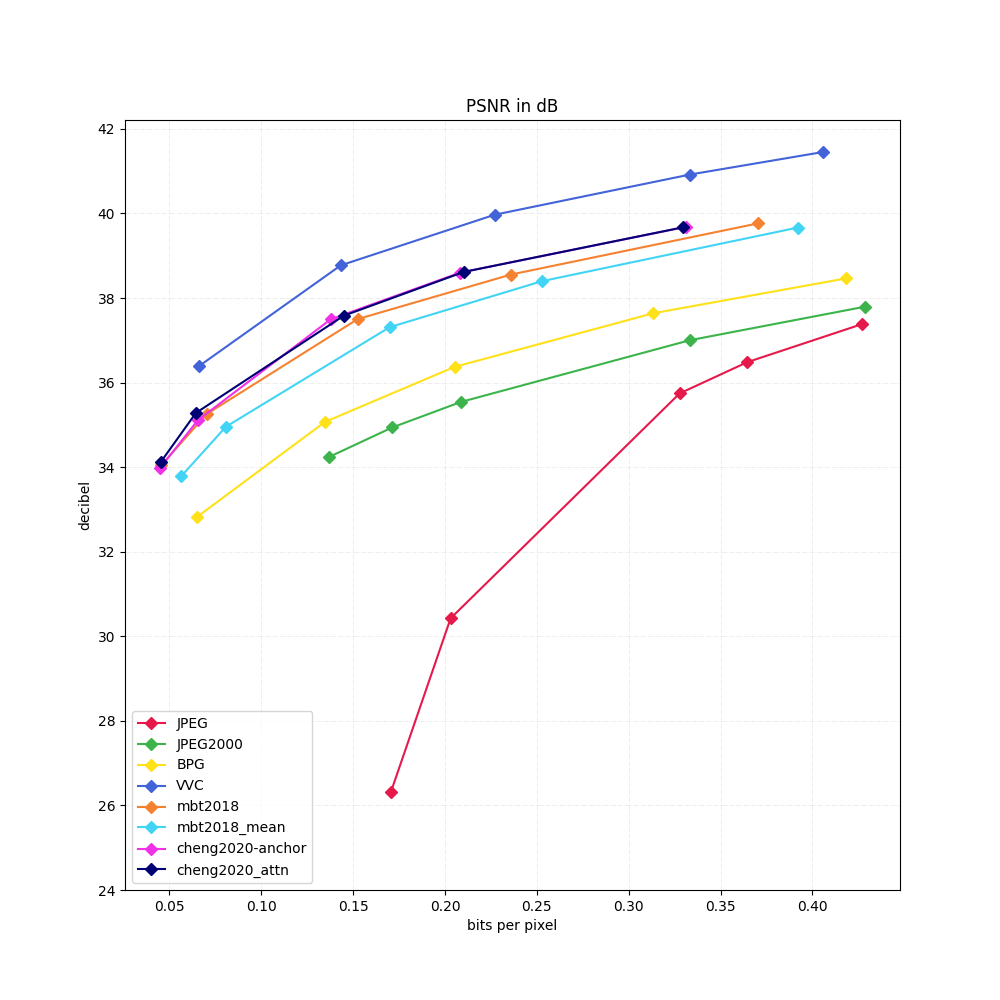 PSNR in dB
42
40
38
36
34
32
30
28
26
24
decibel
JPEG
JPEG2000
BPG
VVC
mbt2018
mbt2018_mean
cheng2020-anchor
cheng2020_attn
0.05 0.10 0.15 0.20 0.25 0.30 0.35 0.40
bits per pixel